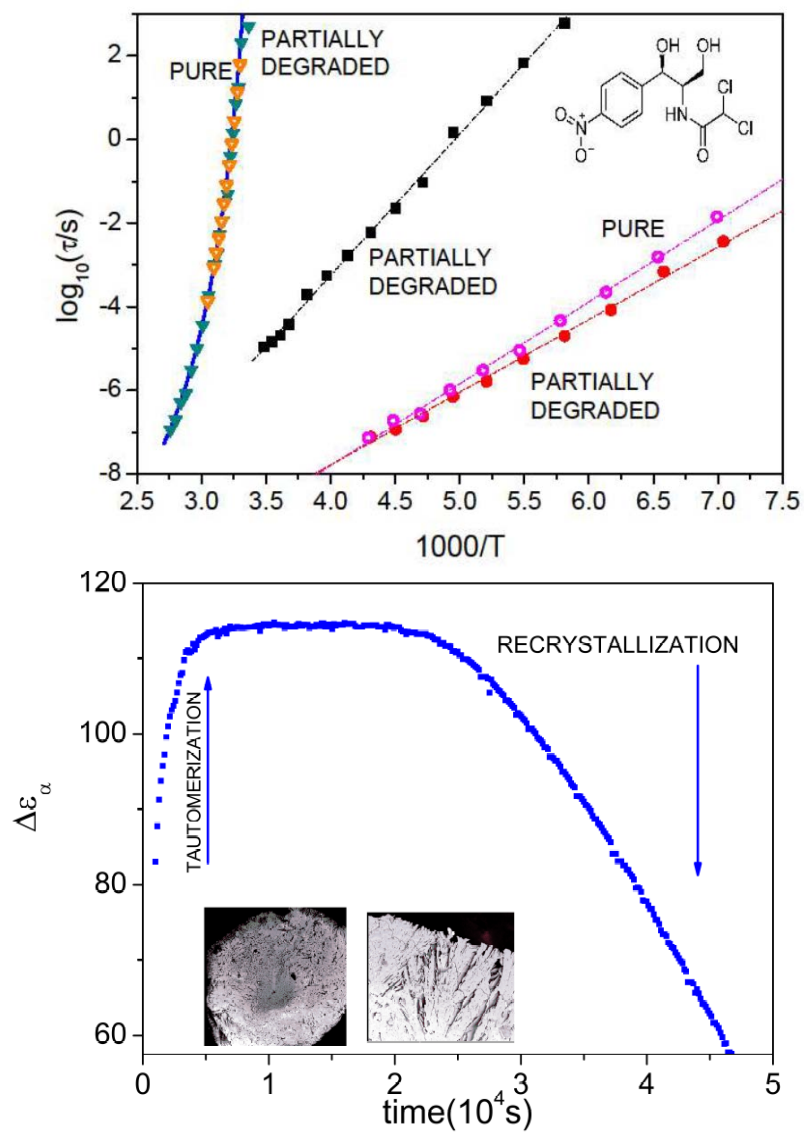 PARTIALLY
DEGRADED
PURE
OH OH
Cl
HN
Cl
N+
O
O−
O
PURE
PARTIALLY
DEGRADED
PARTIALLY
DEGRADED
log10(τ/s)
2
0
-2
-4
-6
-8
2.5 3.0 3.5 4.0 4.5 5.0 5.5 6.0 6.5 7.0 7.5
1000/T
120
100
80
60
Δεα
TAUTOMERIZATION
RECRYSTALLIZATION
0 1 2 3 4 5
time(10^4s)